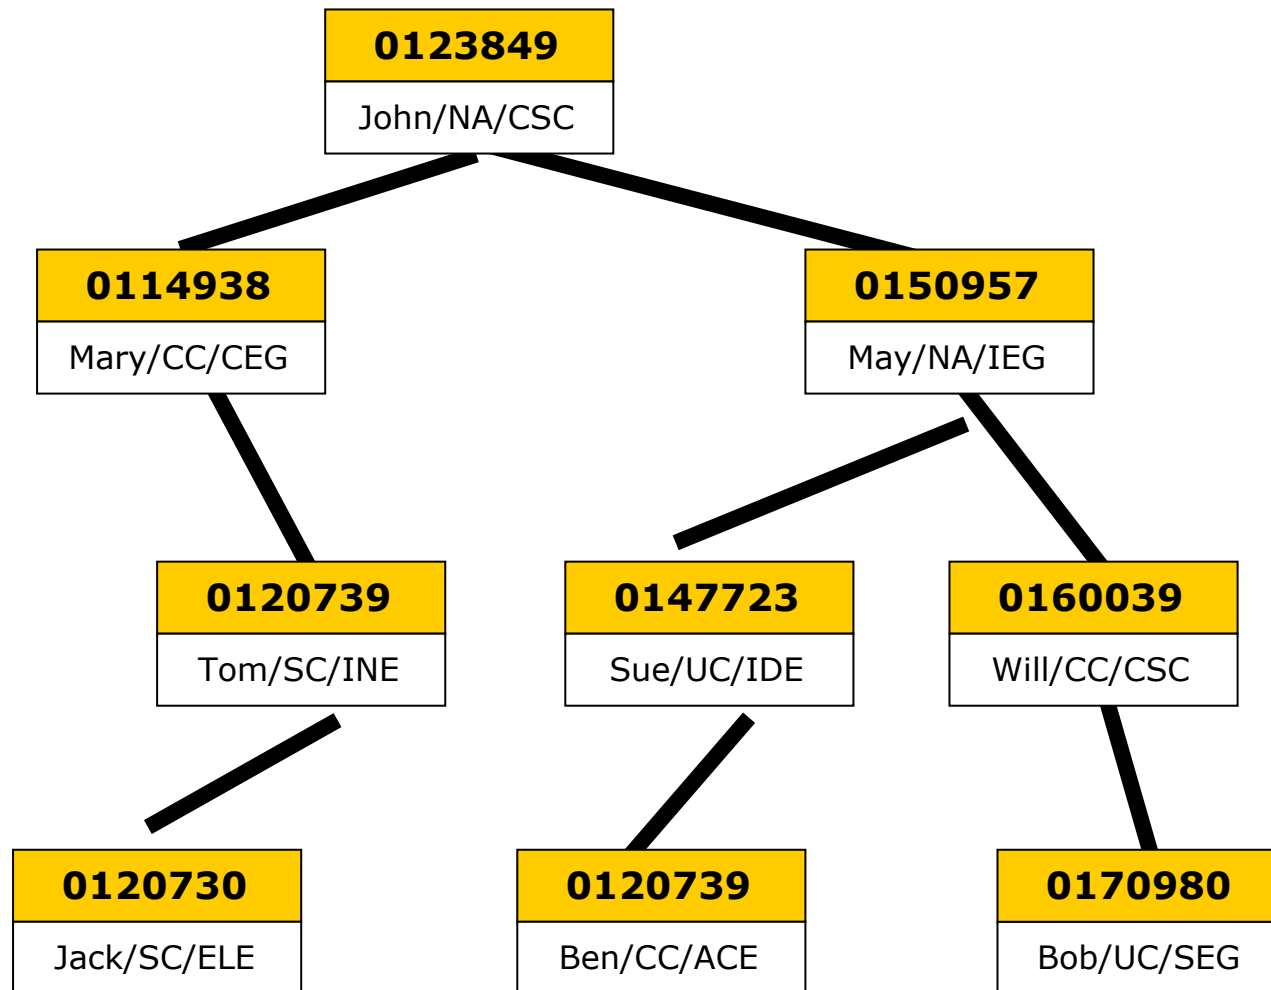 0123849
John/NA/CSC
0114938
Mary/CC/CEG
0150957
May/NA/IEG
0120739
Tom/SC/INE
0147723
Sue/UC/IDE
0160039
Will/CC/CSC
0120730
Jack/SC/ELE
0120739
Ben/CC/ACE
0170980
Bob/UC/SEG